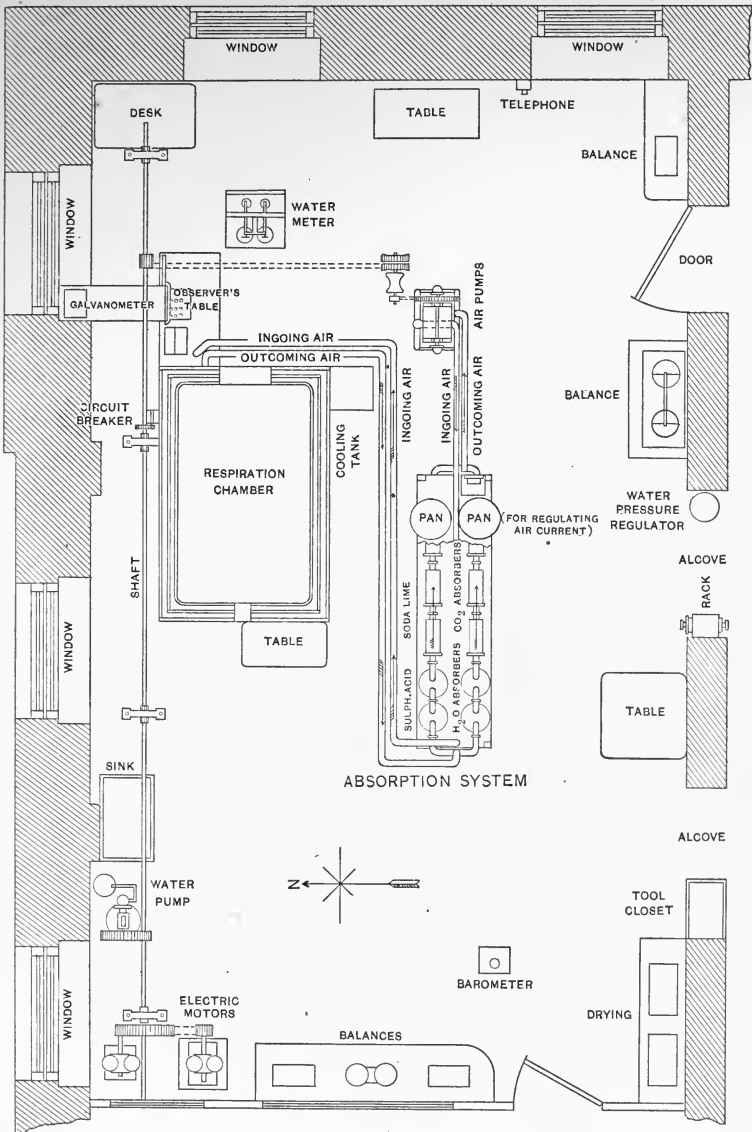 WINDOW
WINDOW
DESK
TABLE
TELEPHONE
BALANCE
WATER
METER
WINDOW
DOOR
GALVANOMETER
OBSERVER'S
TABLE
AIR PUMPS
INGOING AIR
OUTCOMING AIR
INGOING AIR
INGOING AIR
OUTCOMING AIR
BALANCE
CIRCUIT
BREAKER
COOLING
TANK
RESPIRATION
CHAMBER
PAN
PAN
(FOR REGULATING
AIR CURRENT)
WATER
PRESSURE
REGULATOR
ALCOVE
RACK
SHAFT
SODA LIME
CO2 ABSORBERS
WINDOW
TABLE
SULPH. ACID
H2O ABSORBERS
TABLE
ABSORPTION SYSTEM
SINK
ALCOVE
N
WATER
PUMP
TOOL
CLOSET
BAROMETER
WINDOW
ELECTRIC
MOTORS
DRYING
BALANCES